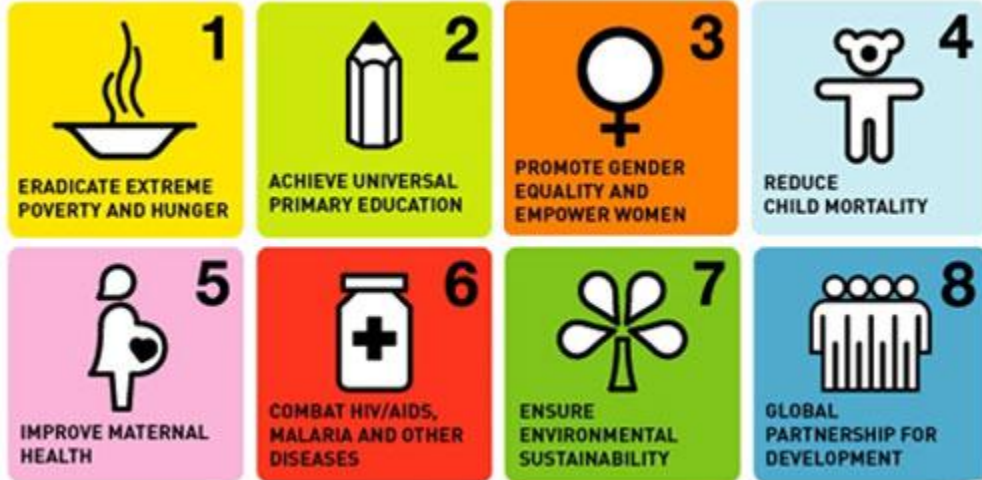 1
ERADICATE EXTREME
POVERTY AND HUNGER
2
ACHIEVE UNIVERSAL
PRIMARY EDUCATION
3
PROMOTE GENDER
EQUALITY AND
EMPOWER WOMEN
4
REDUCE
CHILD MORTALITY
5
IMPROVE MATERNAL
HEALTH
6
COMBAT HIV/AIDS,
MALARIA AND OTHER
DISEASES
7
ENSURE
ENVIRONMENTAL
SUSTAINABILITY
8
GLOBAL
PARTNERSHIP FOR
DEVELOPMENT